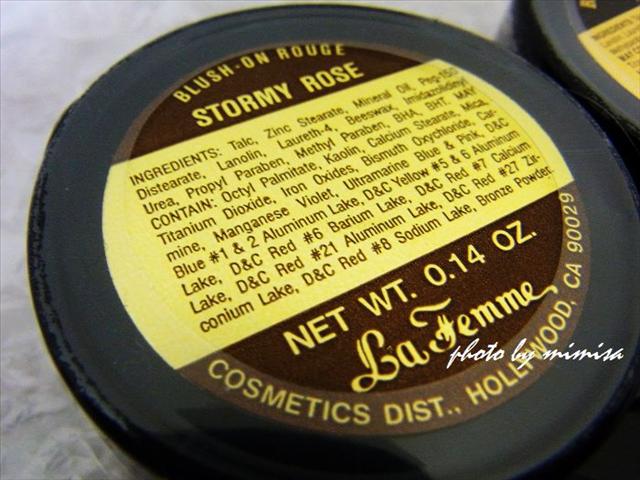 BLUSH-ON ROUGE
STORMY ROSE
INGREDIENTS: Talc, Zinc Stearate, Mineral Oil, Peg-150
Distearate, Lanolin, Laureth-4, Beeswax, Imidazolidinyl
Urea, Propyl Paraben, Methyl Paraben, BHA, BHT. MAY
CONTAIN: Octyl Palmitate, Kaolin, Calcium Stearate, Mica,
Titanium Dioxide, Iron Oxides, Bismuth Oxychloride, Car-
mine, Manganese Violet, Ultramarine Blue & Pink, D&C
Blue #1 & 2 Aluminum Lake, D&C Yellow #5 & 6 Aluminum
Lake, D&C Red #6 Barium Lake, D&C Red #7 Calcium
Lake, D&C Red #21 Aluminum Lake, D&C Red #27 Zir-
conium Lake, D&C Red #8 Sodium Lake, Bronze Powder.
NET WT. 0.14 OZ.
La Femme
COSMETICS DIST., HOLLYWOOD, CA 90029
photo by mimisa